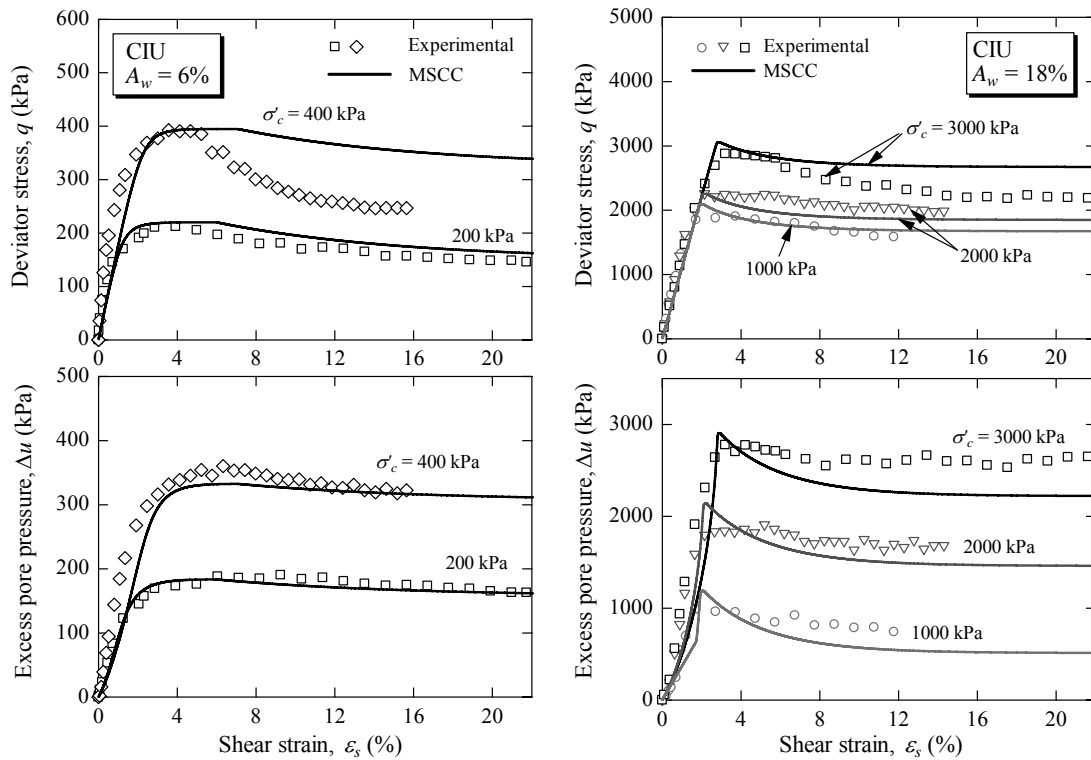 600
500
400
300
200
100
0
Deviator stress, q (kPa)
CIU
A_w = 6%
Experimental
MSCC
σ'_c = 400 kPa
200 kPa
0 4 8 12 16 20
5000
4000
3000
2000
1000
0
Deviator stress, q (kPa)
Experimental
MSCC
CIU
A_w = 18%
σ'_c = 3000 kPa
2000 kPa
1000 kPa
0 4 8 12 16 20
500
400
300
200
100
0
Excess pore pressure, Δu (kPa)
σ'_c = 400 kPa
200 kPa
0 4 8 12 16 20
Shear strain, ε_s (%)
3000
2000
1000
0
Excess pore pressure, Δu (kPa)
σ'_c = 3000 kPa
2000 kPa
1000 kPa
0 4 8 12 16 20
Shear strain, ε_s (%)